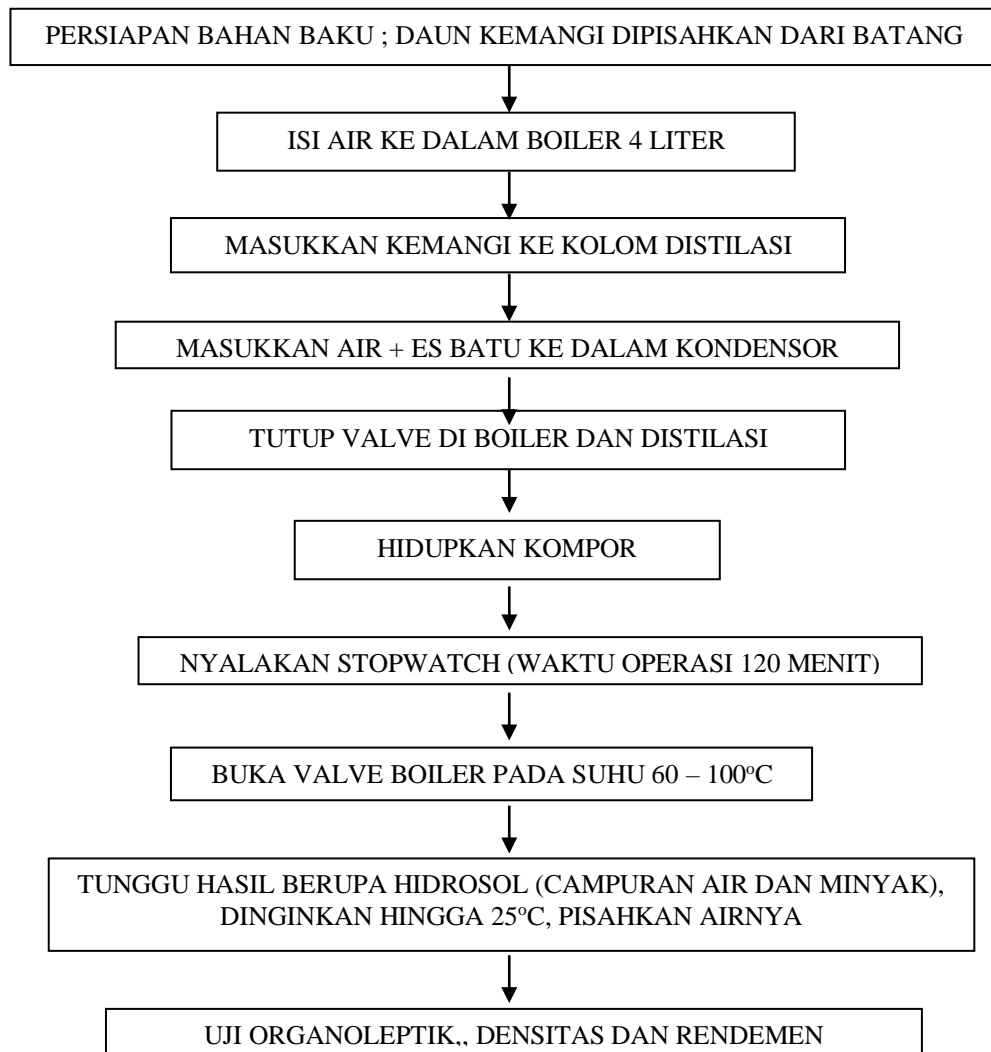 PERSIAPAN BAHAN BAKU ; DAUN KEMANGI DIPISAHKAN DARI BATANG
ISI AIR KE DALAM BOILER 4 LITER
MASUKKAN KEMANGI KE KOLOM DISTILASI
MASUKKAN AIR + ES BATU KE DALAM KONDENSOR
TUTUP VALVE DI BOILER DAN DISTILASI
HIDUPKAN KOMPOR
NYALAKAN STOPWATCH (WAKTU OPERASI 120 MENIT)
BUKA VALVE BOILER PADA SUHU 60 – 100°C
TUNGGU HASIL BERUPA HIDROSOL (CAMPURAN AIR DAN MINYAK),
DINGINKAN HINGGA 25°C, PISAHKAN AIRNYA
UJI ORGANOLEPTIK,, DENSITAS DAN RENDEMEN